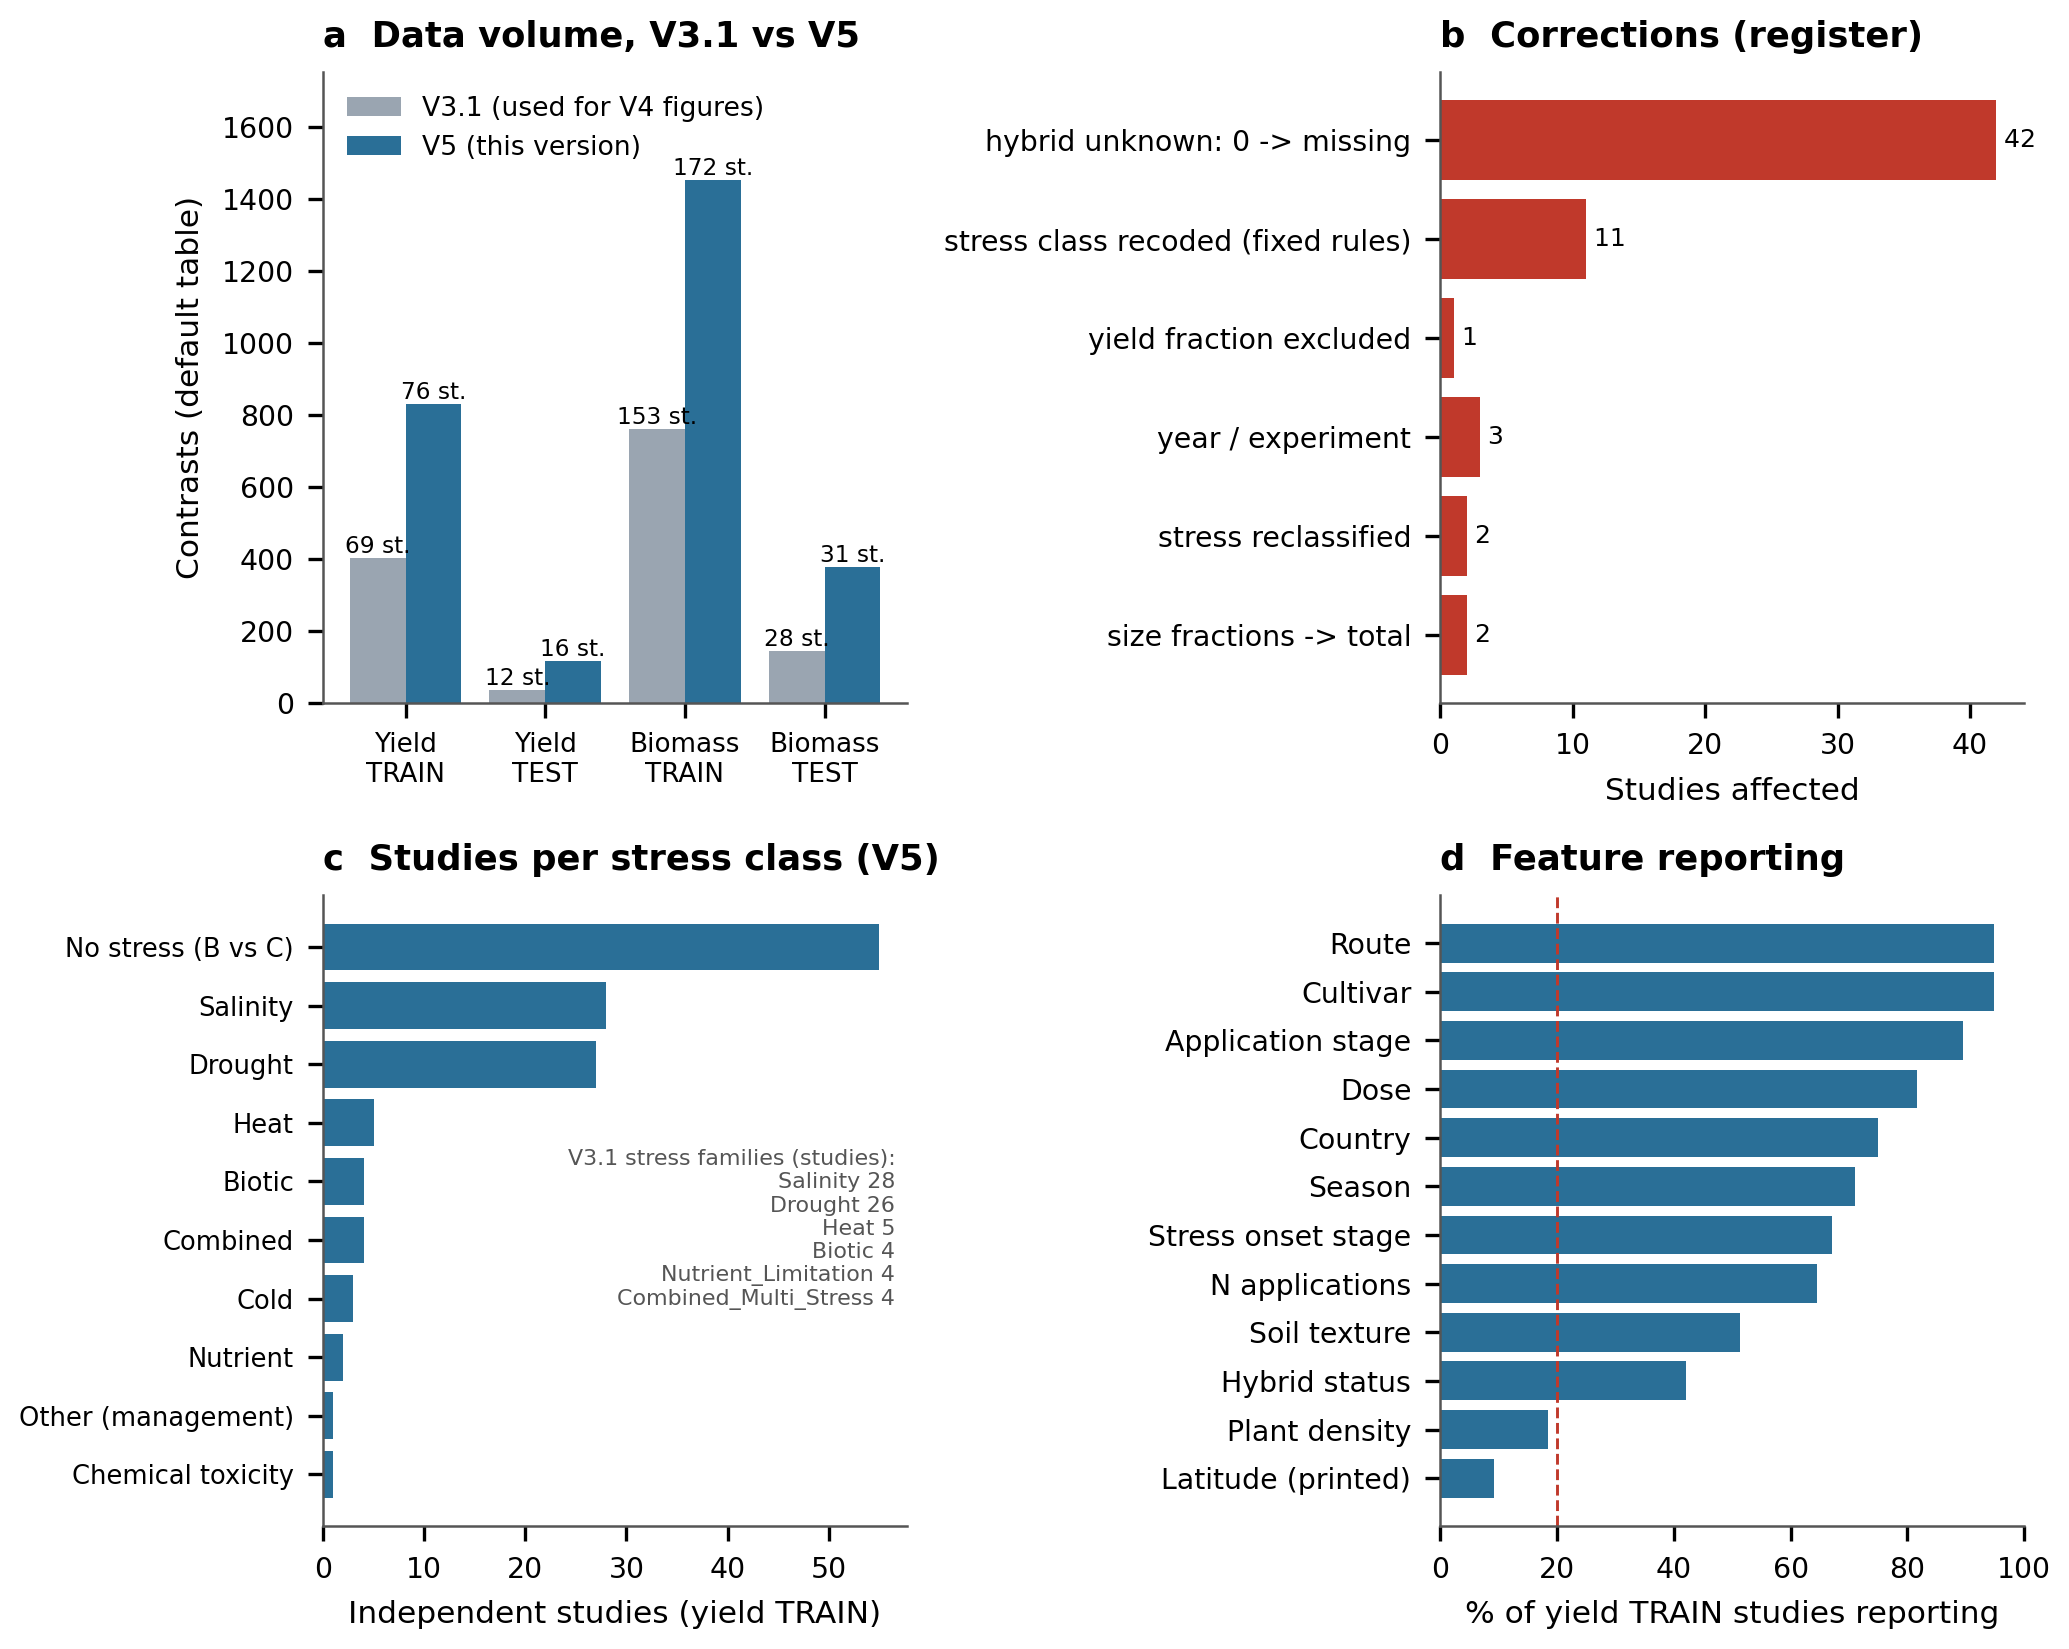 a Data volume, V3.1 vs V5
V3.1 (used for V4 figures)
V5 (this version)
Contrasts (default table)
1600
1400
1200
1000
800
600
400
200
0
69 st.
76 st.
12 st.
16 st.
153 st.
172 st.
28 st.
31 st.
Yield
TRAIN
Yield
TEST
Biomass
TRAIN
Biomass
TEST
b Corrections (register)
hybrid unknown: 0 -> missing
42
stress class recoded (fixed rules)
11
yield fraction excluded
1
year / experiment
3
stress reclassified
2
size fractions -> total
2
0
10
20
30
40
Studies affected
c Studies per stress class (V5)
No stress (B vs C)
Salinity
Drought
Heat
Biotic
Combined
Cold
Nutrient
Other (management)
Chemical toxicity
V3.1 stress families (studies):
Salinity 28
Drought 26
Heat 5
Biotic 4
Nutrient_Limitation 4
Combined_Multi_Stress 4
0
10
20
30
40
50
Independent studies (yield TRAIN)
d Feature reporting
Route
Cultivar
Application stage
Dose
Country
Season
Stress onset stage
N applications
Soil texture
Hybrid status
Plant density
Latitude (printed)
0
20
40
60
80
100
% of yield TRAIN studies reporting